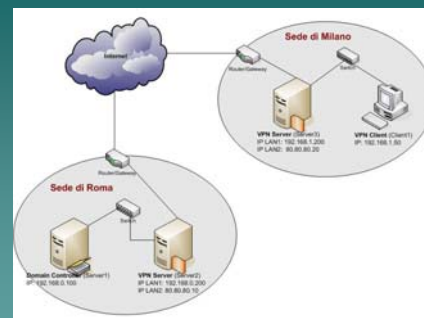 Internet
Sede di Milano
Router/Gateway
Switch
VPN Server (Server3)
IP LAN1: 192.168.1.200
IP LAN2: 80.80.80.20
VPN Client (Client1)
IP: 192.168.1.50
Router/Gateway
Sede di Roma
Switch
Domain Controller (Server1)
IP: 192.168.0.100
VPN Server (Server2)
IP LAN1: 192.168.0.200
IP LAN2: 80.80.80.10